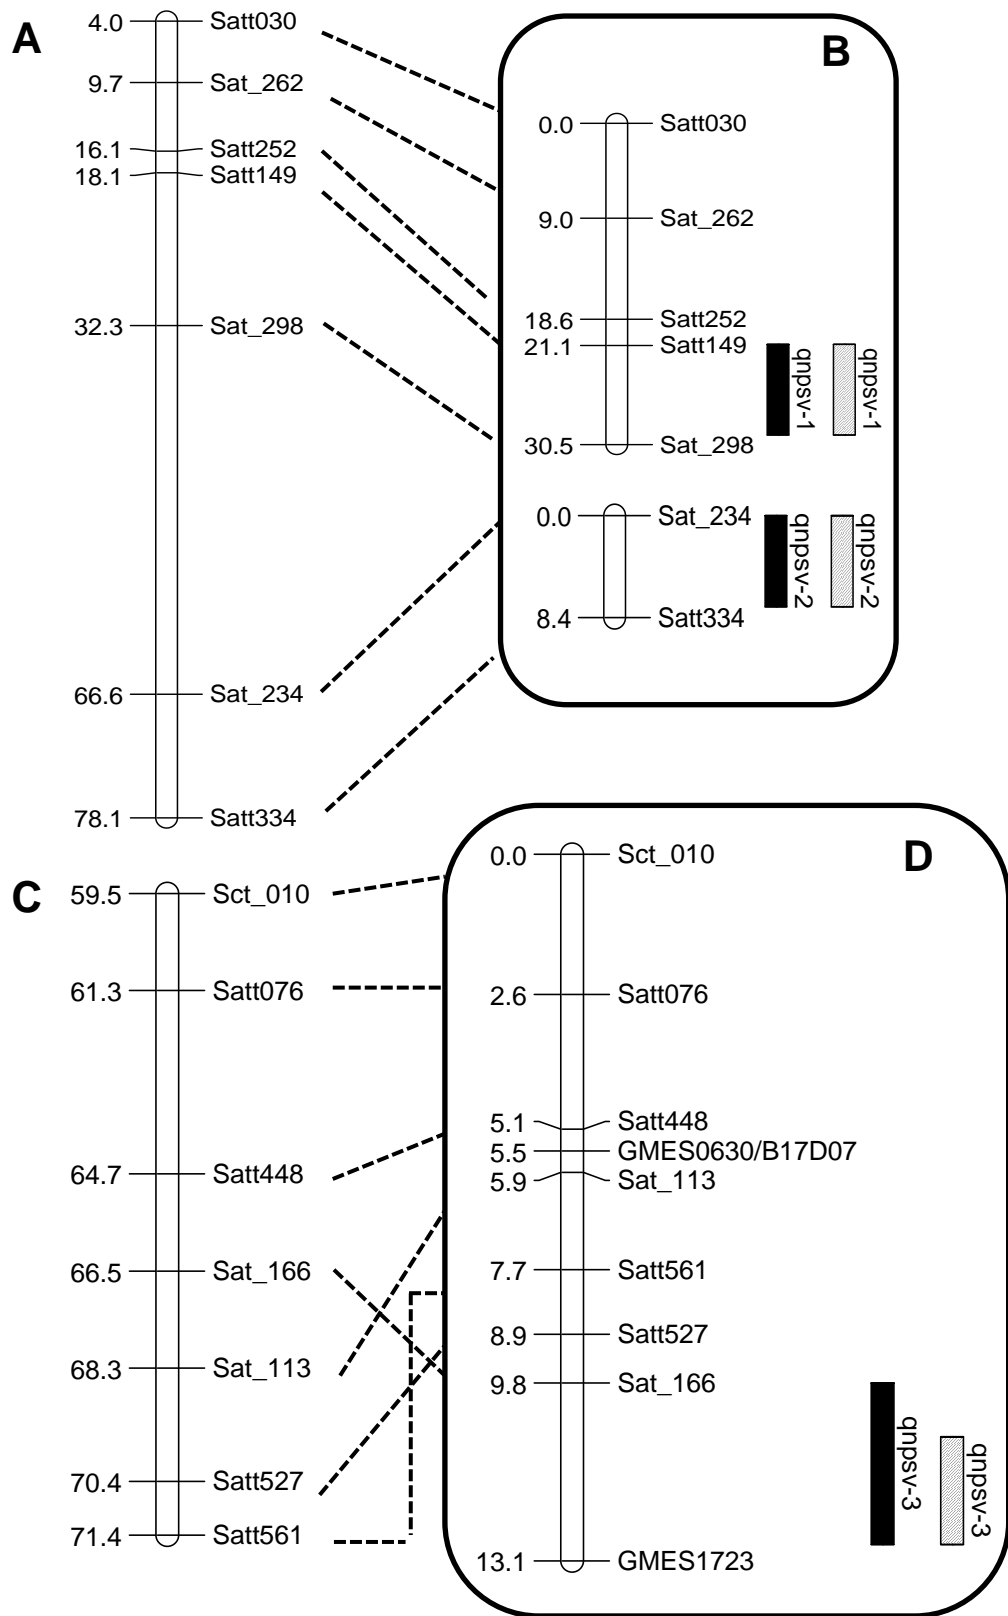 A
4.0 Satt030
9.7 Sat_262
16.1 Satt252
18.1 Satt149
32.3 Sat_298
66.6 Sat_234
78.1 Satt334
B
0.0 Satt030
9.0 Sat_262
18.6 Satt252
21.1 Satt149
30.5 Sat_298
qnpsv-1
qnpsv-1
0.0 Sat_234
8.4 Satt334
qnpsv-2
qnpsv-2
C
59.5 Sct_010
61.3 Satt076
64.7 Satt448
66.5 Sat_166
68.3 Sat_113
70.4 Satt527
71.4 Satt561
D
0.0 Sct_010
2.6 Satt076
5.1 Satt448
5.5 GMES0630/B17D07
5.9 Sat_113
7.7 Satt561
8.9 Satt527
9.8 Sat_166
13.1 GMES1723
qnpsv-3
qnpsv-3